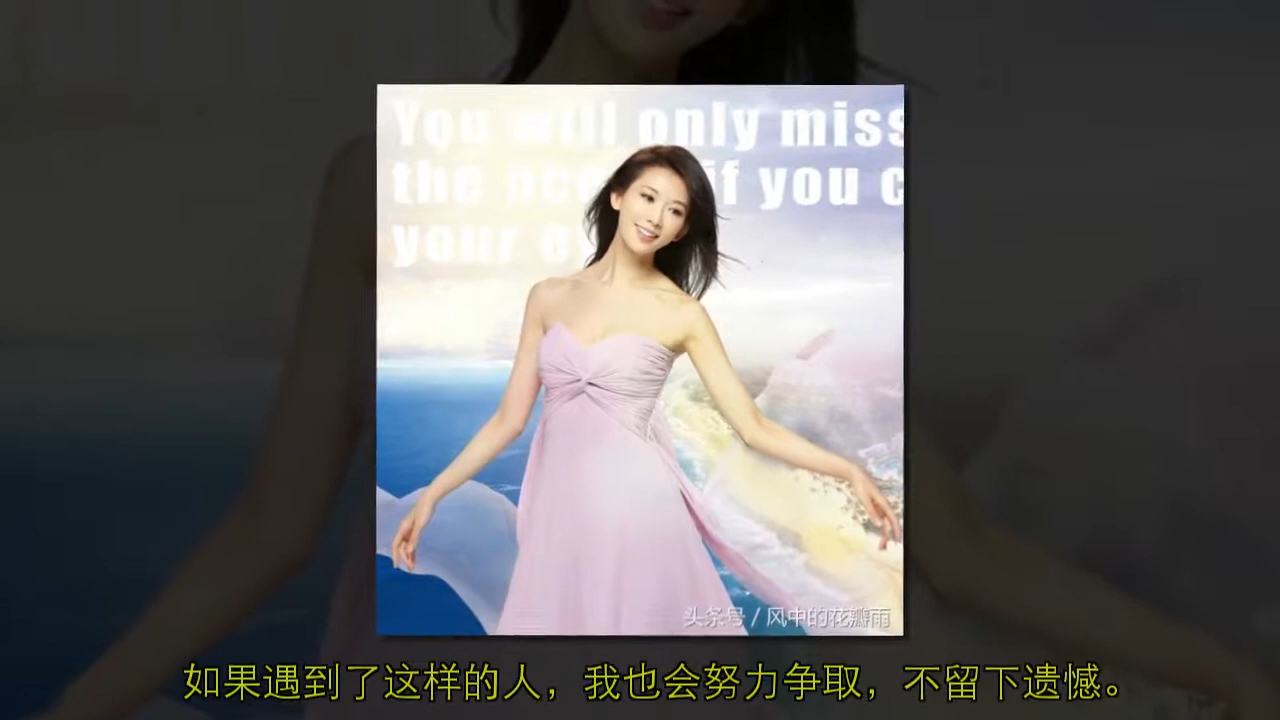 You will only miss
the if you
your
头条号 / 风中的花瓣雨
如果遇到了这样的人，我也会努力争取，不留下遗憾。